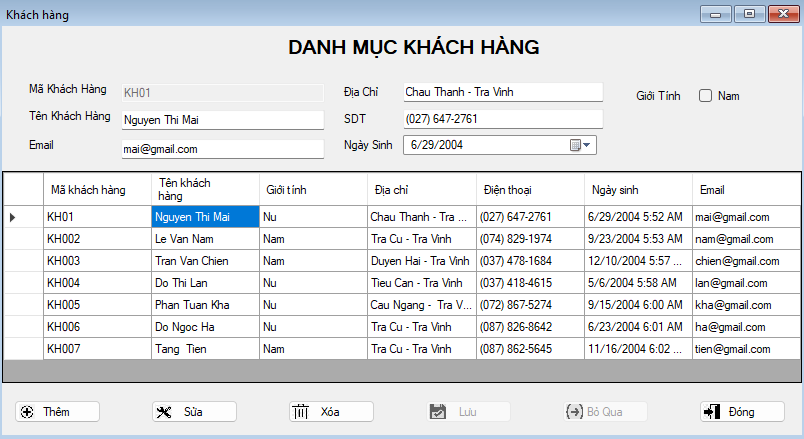 Khách hàng
DANH MỤC KHÁCH HÀNG
Mã Khách Hàng KH01 Địa Chỉ Chau Thanh - Tra Vinh Giới Tính Nam
Tên Khách Hàng Nguyen Thi Mai SDT (027) 647-2761
Email mai@gmail.com Ngày Sinh 6/29/2004
Mã khách hàng Tên khách hàng Giới tính Địa chỉ Điện thoại Ngày sinh Email
KH01 Nguyen Thi Mai Nu Chau Thanh - Tra ... (027) 647-2761 6/29/2004 5:52 AM mai@gmail.com
KH002 Le Van Nam Nam Tra Cu - Tra Vinh (074) 829-1974 9/23/2004 5:53 AM nam@gmail.com
KH003 Tran Van Chien Nam Duyen Hai - Tra Vinh (037) 478-1684 12/10/2004 5:57 ... chien@gmail.com
KH004 Do Thi Lan Nu Tieu Can - Tra Vinh (037) 418-4615 5/6/2004 5:58 AM lan@gmail.com
KH005 Phan Tuan Kha Nu Cau Ngang - Tra V... (072) 867-5274 9/15/2004 6:00 AM kha@gmail.com
KH006 Do Ngoc Ha Nu Tra Cu - Tra Vinh (087) 826-8642 6/23/2004 6:01 AM ha@gmail.com
KH007 Tang Tien Nam Tra Cu - Tra Vinh (087) 862-5645 11/16/2004 6:02 ... tien@gmail.com
Thêm Sửa Xóa Lưu Bỏ Qua Đóng